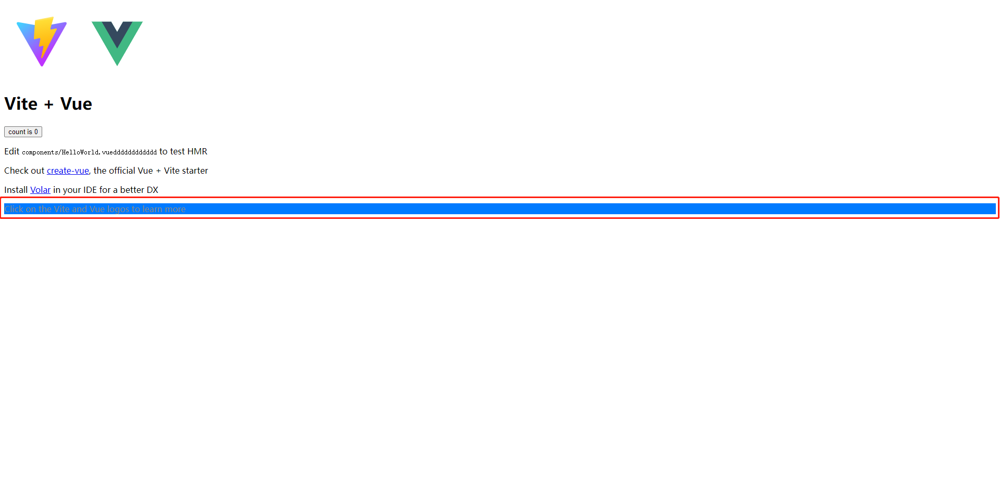 Vite + Vue
count is 0
Edit components/HelloWorld.vuedddddddddddd to test HMR
Check out create-vue, the official Vue + Vite starter
Install Volar in your IDE for a better DX
Click on the Vite and Vue logos to learn more